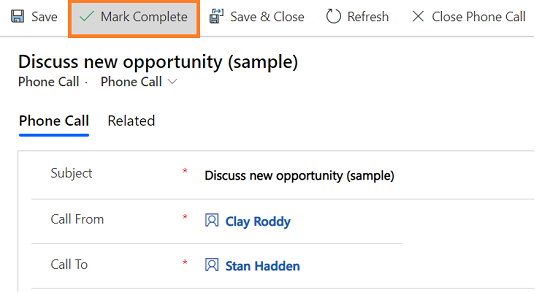 Save Mark Complete Save & Close Refresh Close Phone Call
Discuss new opportunity (sample)
Phone Call · Phone Call
Phone Call Related
Subject * Discuss new opportunity (sample)
Call From * Clay Roddy
Call To * Stan Hadden